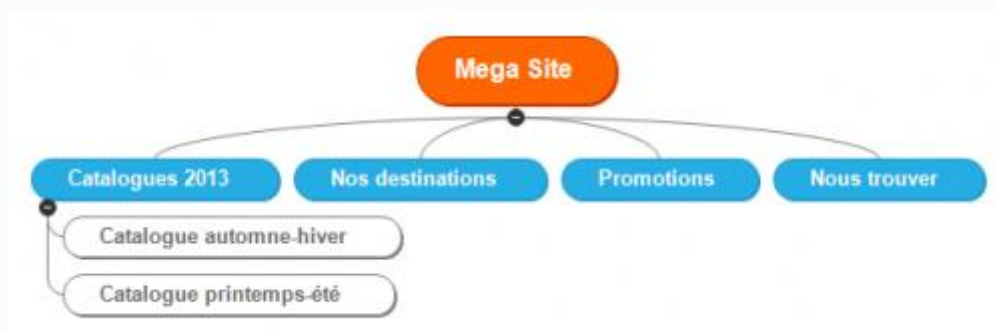 Mega Site
Catalogues 2013
Nos destinations
Promotions
Nous trouver
Catalogue automne-hiver
Catalogue printemps-été